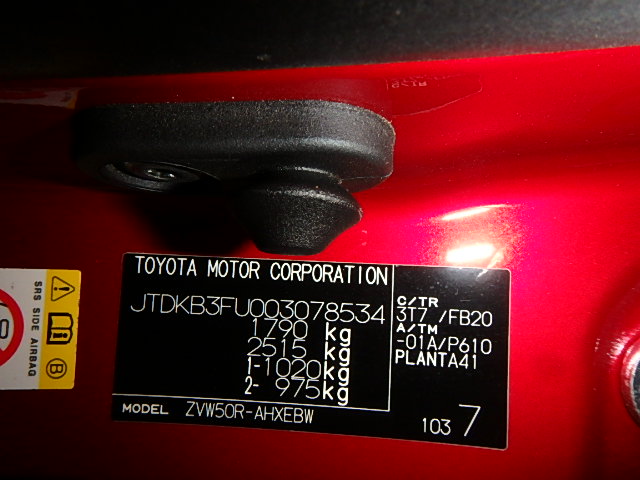 TOYOTA MOTOR CORPORATION
JTDKB3FU003078534
1790 kg
2515 kg
1-1020kg
2- 975kg
MODEL ZVW50R-AHXEBW
C/TR
3T7 /FB20
A/TM
-01A/P610
PLANTA41
103 7
SRS SIDE AIRBAG